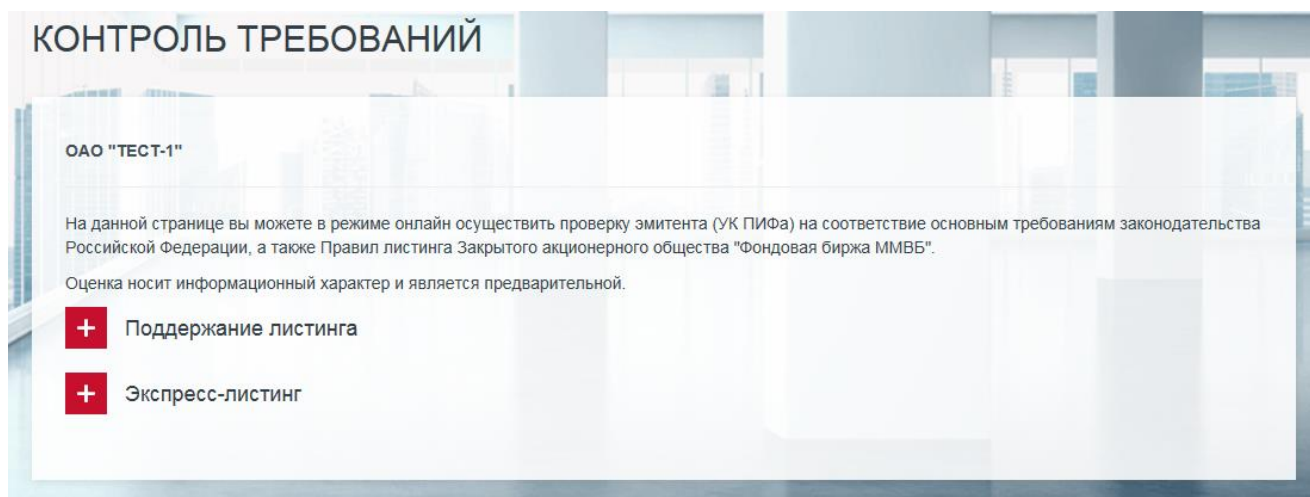 КОНТРОЛЬ ТРЕБОВАНИЙ
ОАО "ТЕСТ-1"
На данной странице вы можете в режиме онлайн осуществить проверку эмитента (УК ПИФа) на соответствие основным требованиям законодательства
Российской Федерации, а также Правил листинга Закрытого акционерного общества "Фондовая биржа ММВБ".
Оценка носит информационный характер и является предварительной.
Поддержание листинга
Экспресс-листинг